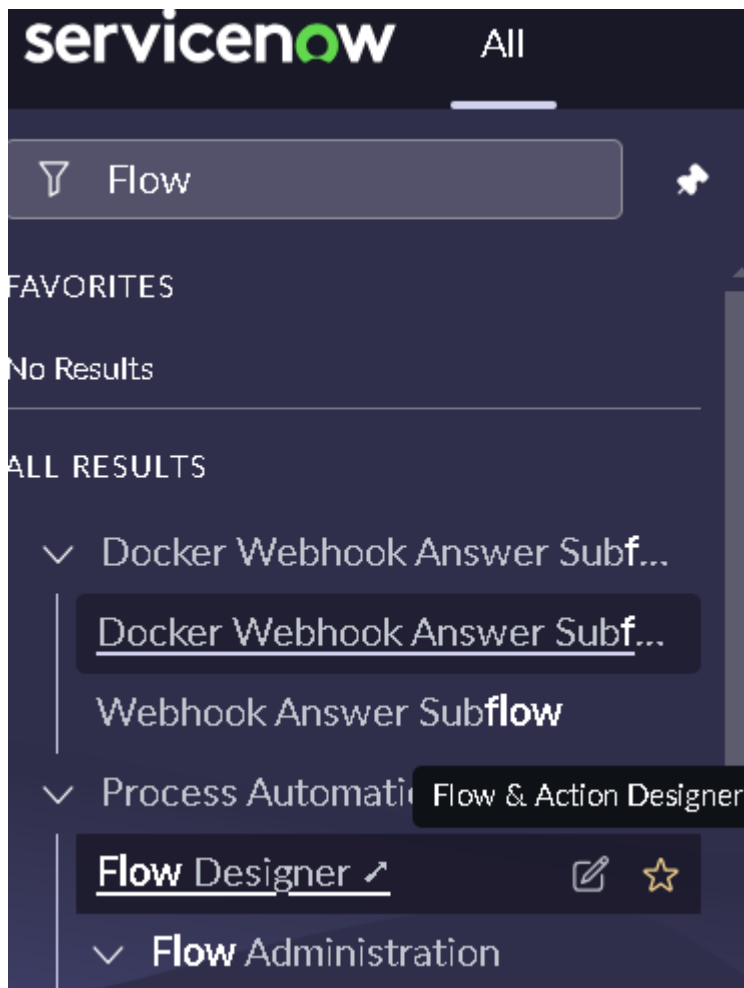 servicenow All
Flow
FAVORITES
No Results
ALL RESULTS
Docker Webhook Answer Subf...
Docker Webhook Answer Subf...
Webhook Answer Subflow
Process Automati
Flow & Action Designer
Flow Designer
Flow Administration